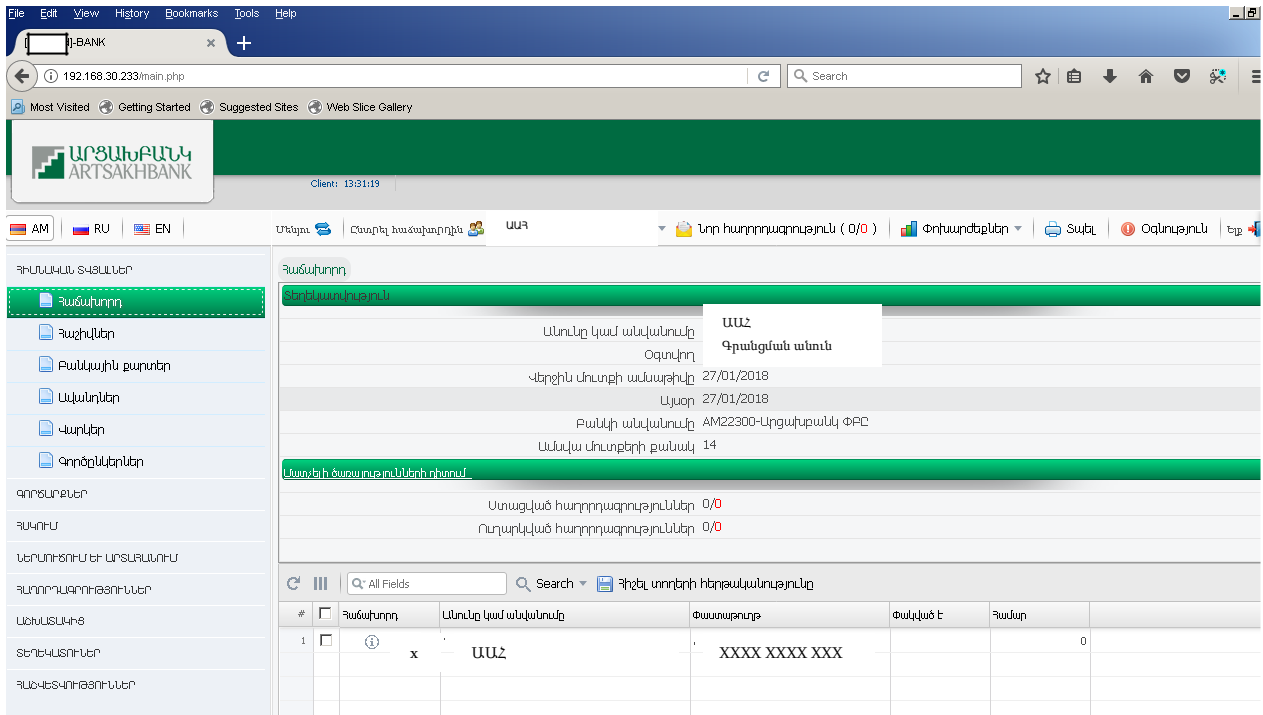 File Edit View History Bookmarks Tools Help
]-BANK
192.168.30.233/main.php
Search
Most Visited Getting Started Suggested Sites Web Slice Gallery
ԱՐՑԱԽԲԱՆԿ
ARTSAKHBANK
Client: 13:31:19
AM RU EN
Մենյու Ընտրել հաճախորդին ԱԱՀ Նոր հաղորդագրություն ( 0/0 ) Փոխարժեքներ Տպել Օգնություն Ելք
ՀԻՄՆԱԿԱՆ ՏՎՅԱԼՆԵՐ
Հաճախորդ
Հաշիվներ
Բանկային քարտեր
Ավանդներ
Վարկեր
Գործընկերներ
ԳՈՐԾԱՐՔՆԵՐ
ՀՍԿՈՒՄ
ՆԵՐՄՈՒԾՈՒՄ ԵՒ ԱՐՏԱՀԱՆՈՒՄ
ՀԱՂՈՐԴԱԳՐՈՒԹՅՈՒՆՆԵՐ
ԱՇԽԱՏԱԿԻՑ
ՏԵՂԵԿԱՏՈՒՆԵՐ
ՀԱՇՎԵՏՎՈՒԹՅՈՒՆՆԵՐ
Հաճախորդ
Տեղեկատվություն
Անունը կամ անվանումը ԱԱՀ
Օգտվող Գրանցման անուն
Վերջին մուտքի ամսաթիվը 27/01/2018
Այսօր 27/01/2018
Բանկի անվանումը AM22300-Արցախբանկ ՓԲԸ
Ամսվա մուտքերի քանակ 14
Մատչելի ծառայությունների դիտում
Ստացված հաղորդագրություններ 0/0
Ուղարկված հաղորդագրություններ 0/0
All Fields Search Հիշել տողերի հերթականությունը
# Հաճախորդ Անունը կամ անվանումը Փաստաթուղթ Փակված է Համար
1 x ԱԱՀ XXXX XXXX XXX 0